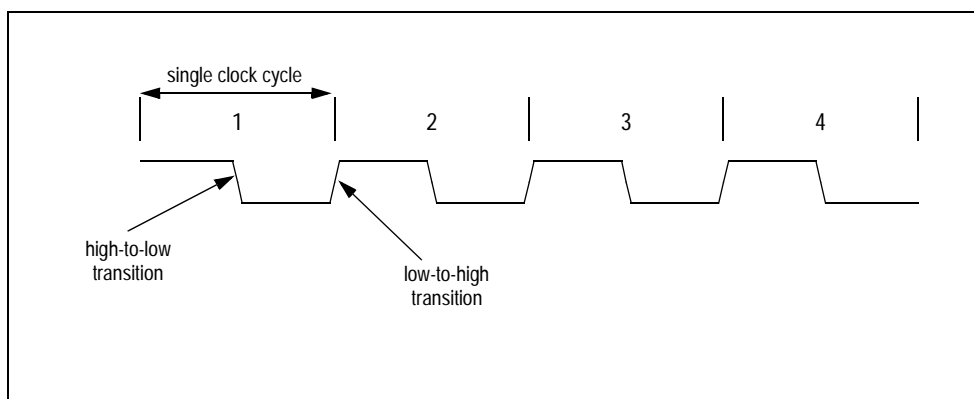 single clock cycle
1 2 3 4
high-to-low
transition
low-to-high
transition